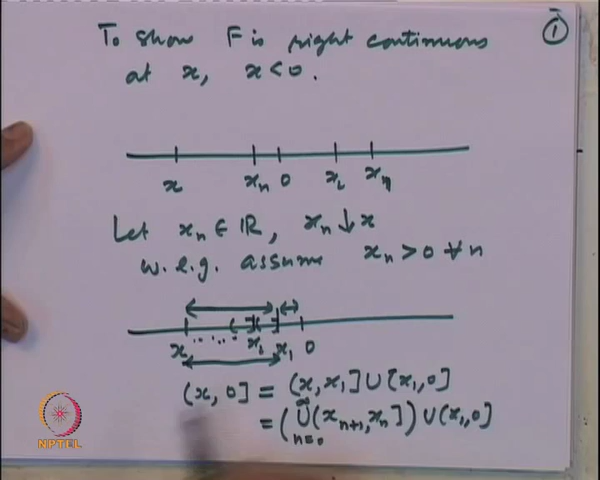 To show F is right continuous
at x, x < 0.
①
x xₙ 0 x₁ xₙ
Let xₙ ∈ ℝ, xₙ ↓ x
w.l.g. assume xₙ > 0 ∀ n
x ...... x₂ x₁ 0
(x, 0] = (x, x₁] ∪ (x₁, 0]
= (⋃_{n=0}^{∞} (xₙ₊₁, xₙ]) ∪ (x₁, 0]
NPTEL